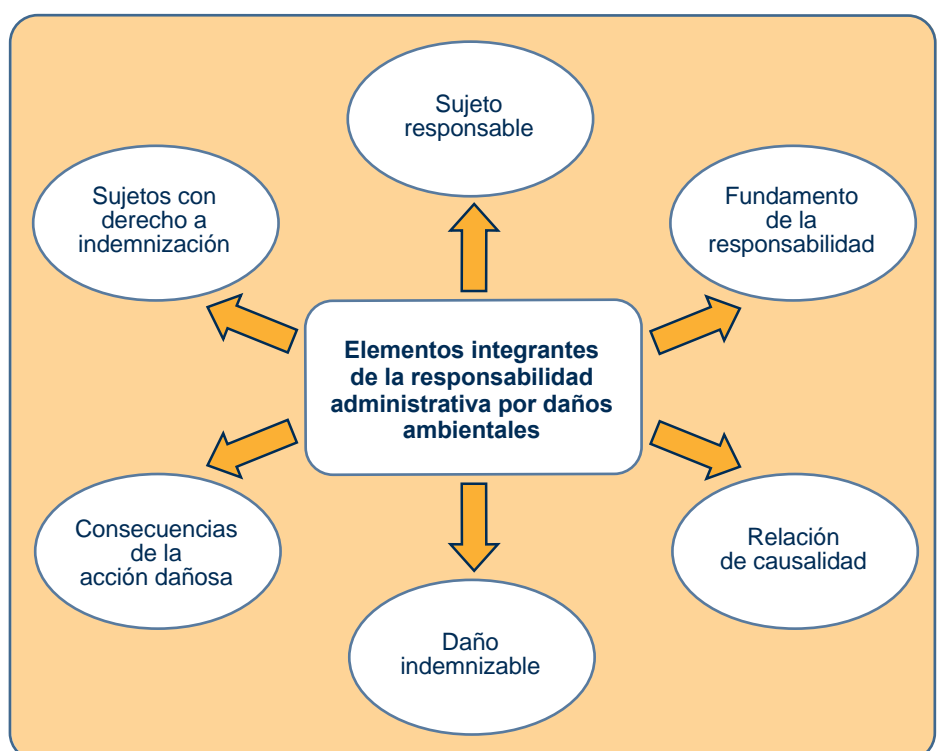 Sujeto
responsable
Sujetos con
derecho a
indemnización
Fundamento
de la
responsabilidad
Elementos integrantes
de la responsabilidad
administrativa por daños
ambientales
Consecuencias
de la
acción dañosa
Relación
de causalidad
Daño
indemnizable